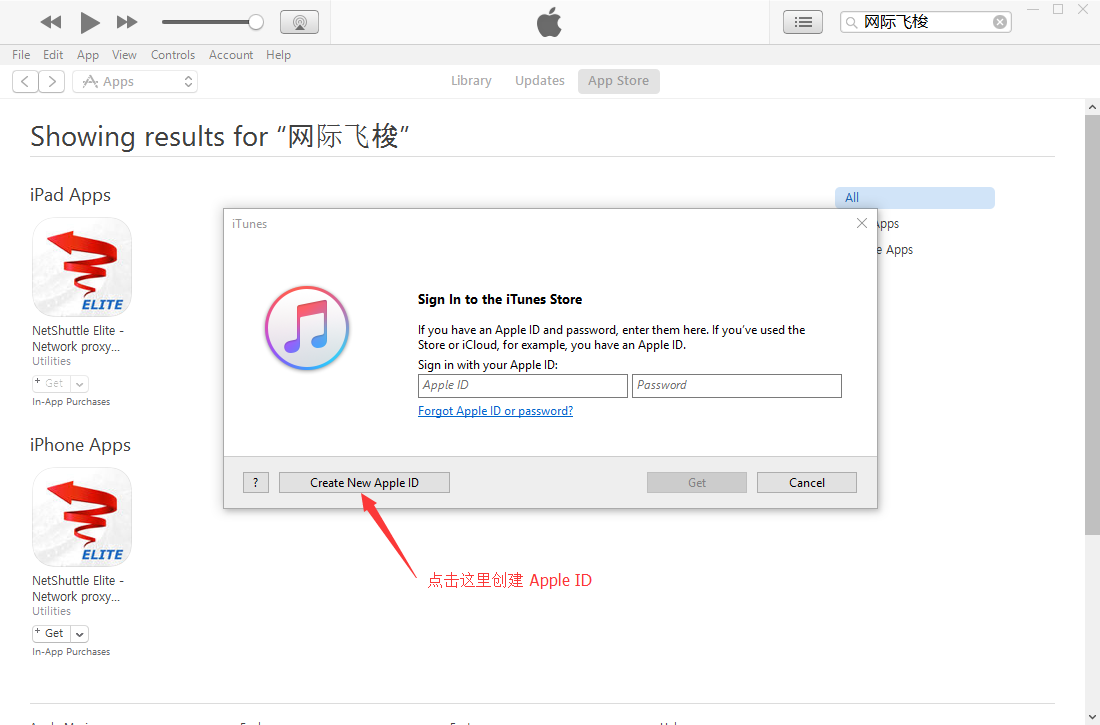 网际飞梭
File Edit App View Controls Account Help
Apps
Library Updates App Store
Showing results for “网际飞梭”
iPad Apps
ELITE
NetShuttle Elite -
Network proxy...
Utilities
+ Get
In-App Purchases
iPhone Apps
ELITE
NetShuttle Elite -
Network proxy...
Utilities
+ Get
In-App Purchases
All
Apps
e Apps
iTunes
Sign In to the iTunes Store
If you have an Apple ID and password, enter them here. If you've used the
Store or iCloud, for example, you have an Apple ID.
Sign in with your Apple ID:
Apple ID Password
Forgot Apple ID or password?
? Create New Apple ID Get Cancel
点击这里创建 Apple ID